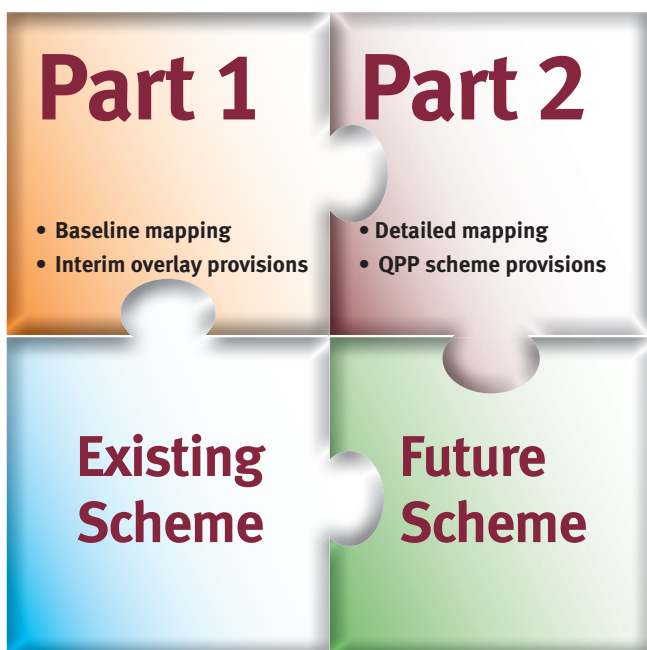 Part 1
• Baseline mapping
• Interim overlay provisions
Part 2
• Detailed mapping
• QPP scheme provisions
Existing
Scheme
Future
Scheme